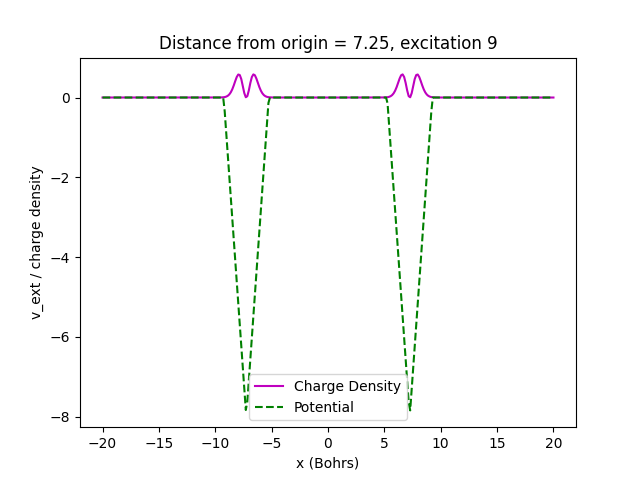 Distance from origin = 7.25, excitation 9
v_ext / charge density
0
−2
−4
−6
−8
Charge Density
Potential
−20 −15 −10 −5 0 5 10 15 20
x (Bohrs)